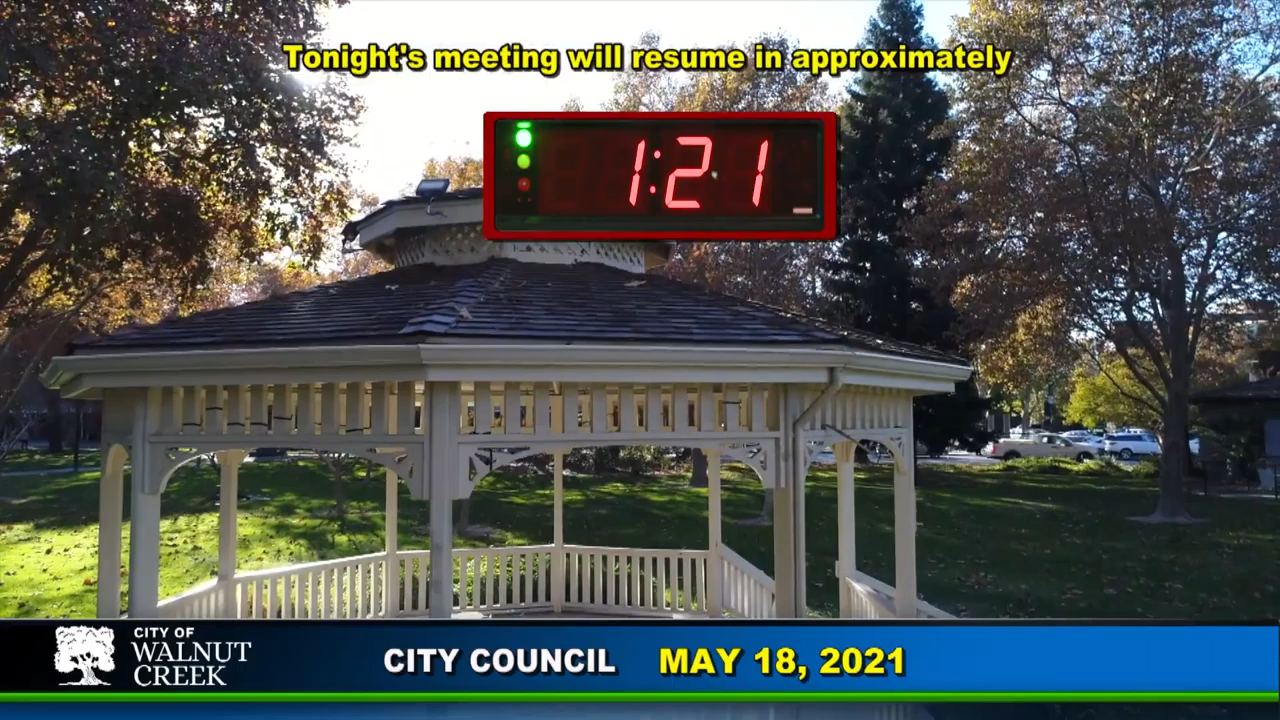 Tonight's meeting will resume in approximately
1:21
CITY OF
WALNUT
CREEK
CITY COUNCIL MAY 18, 2021